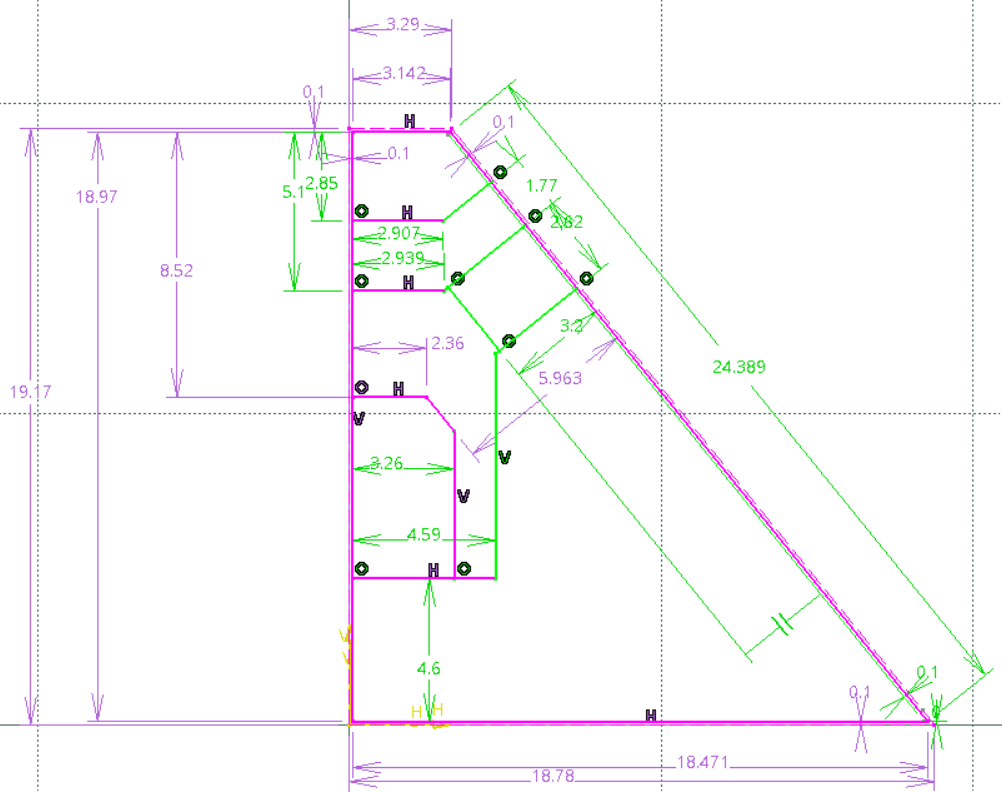 3.29
3.142
0.1
H
0.1
0.1
5.1
2.85
1.77
18.97
H
2.62
2.907
2.939
8.52
H
3.2
2.36
24.389
5.963
19.17
H
V
3.26
V
V
4.59
H
4.6
0.1
0.1
H H
H
18.471
18.78